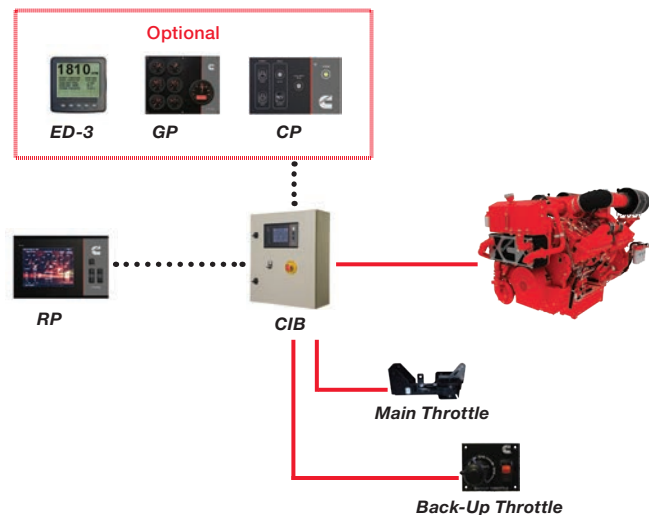 Optional
1810
ED-3
GP
CP
RP
CIB
Main Throttle
Back-Up Throttle